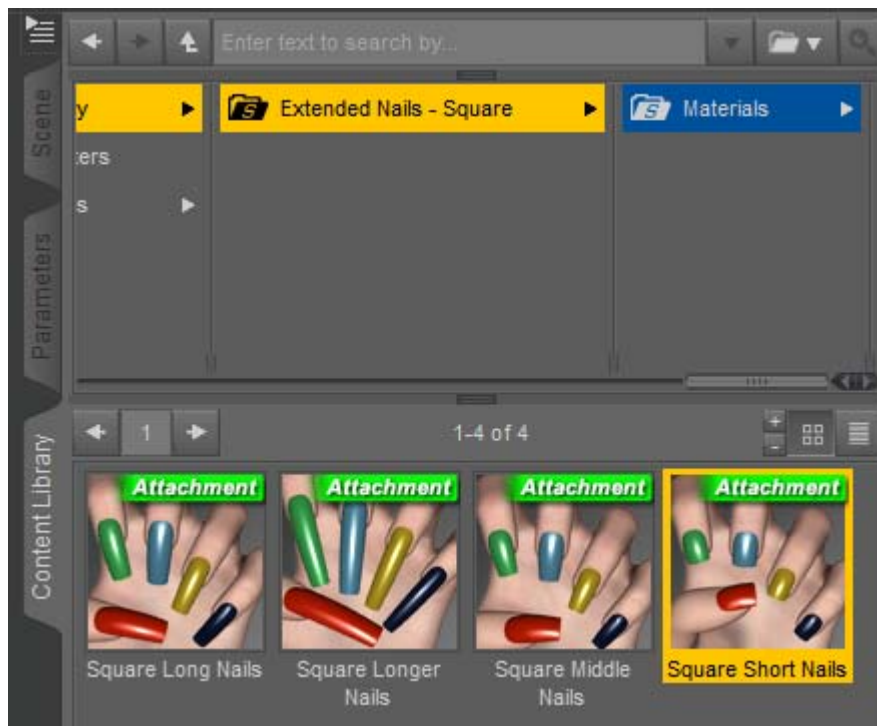 Enter text to search by...
Scene
Parameters
Content Library
y
Extended Nails - Square
Materials
ers
s
1
1-4 of 4
Attachment
Attachment
Attachment
Attachment
Square Long Nails
Square Longer
Nails
Square Middle
Nails
Square Short Nails